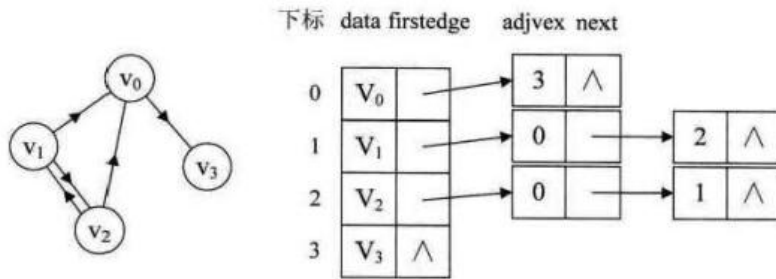 下标 data firstedge adjvex next
v0
v1
v2
v3
0 V0 3 ∧
1 V1 0 2 ∧
2 V2 0 1 ∧
3 V3 ∧